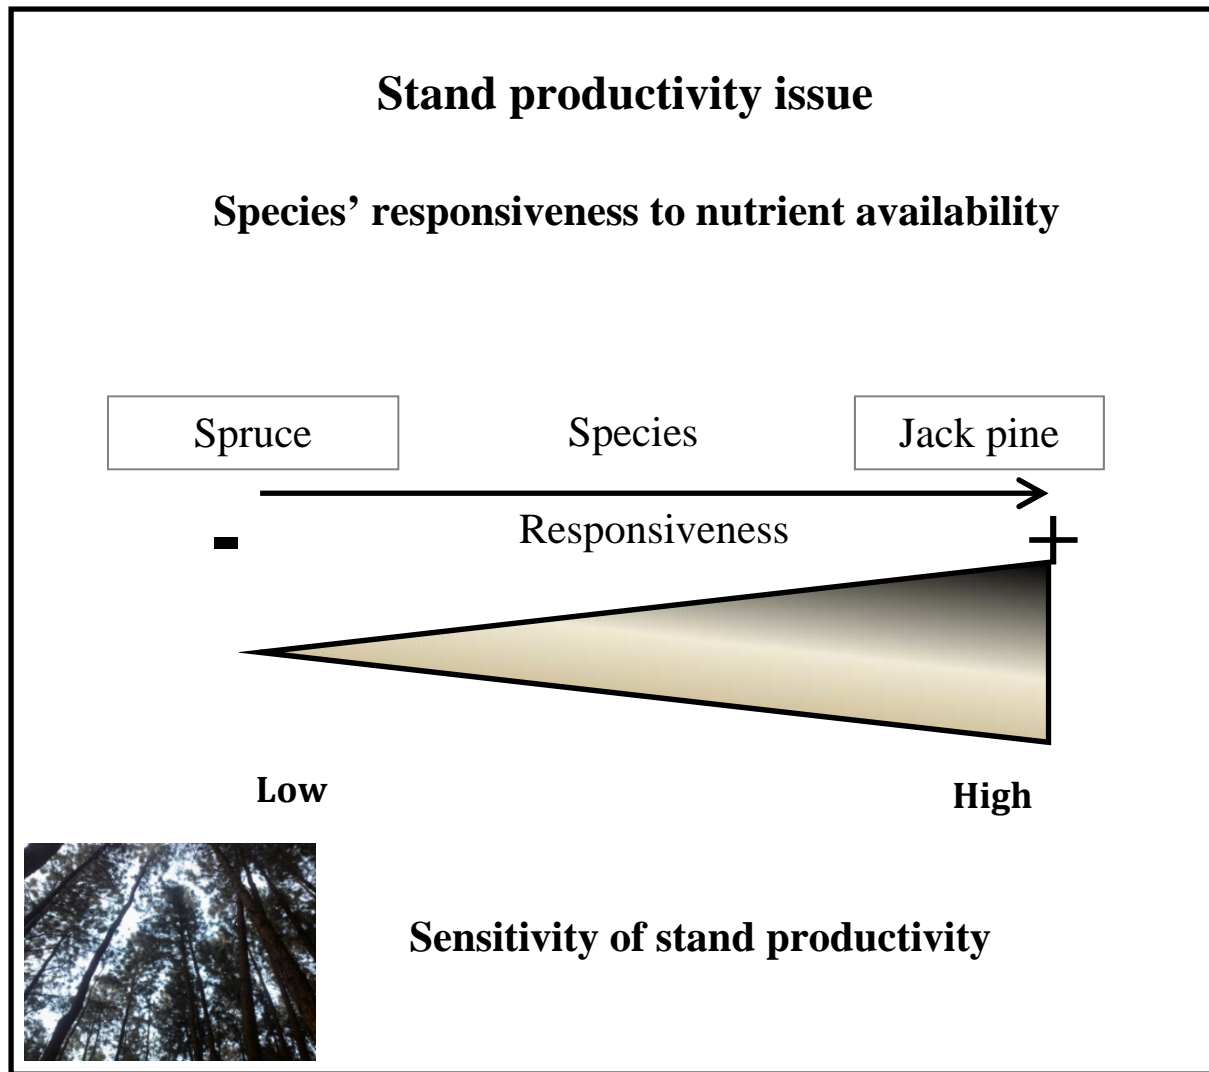 Stand productivity issue
Species’ responsiveness to nutrient availability
Spruce Species Jack pine
Responsiveness
- +
Low High
Sensitivity of stand productivity